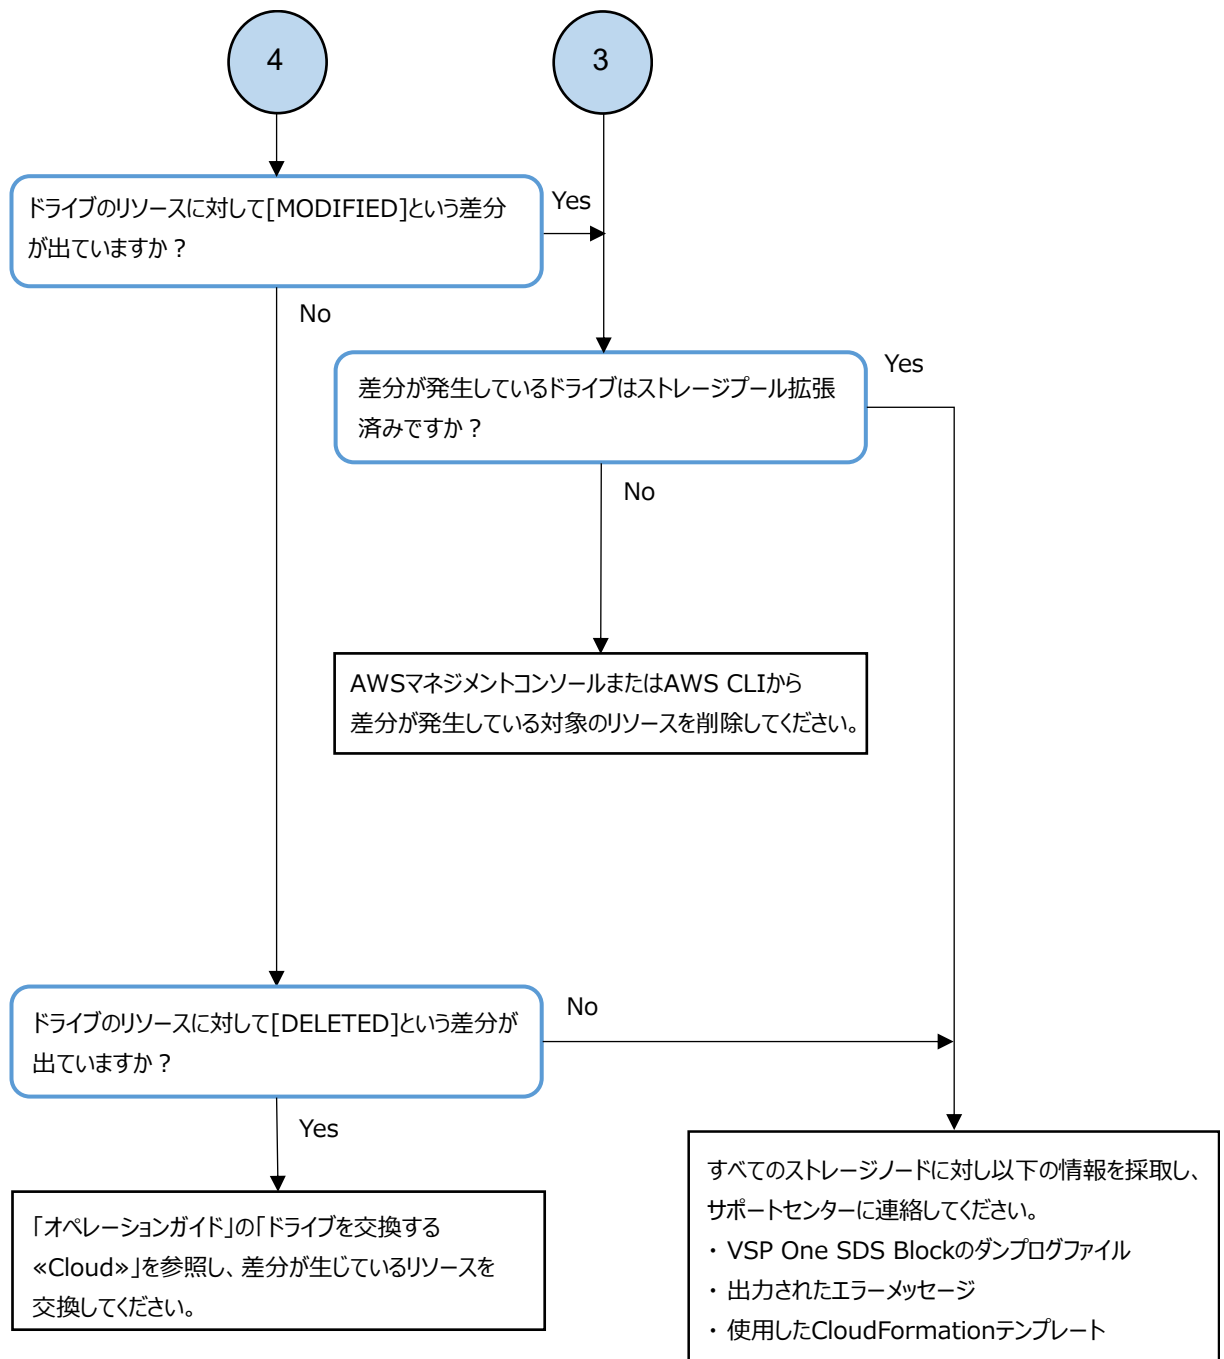 4
3
ドライブのリソースに対して[MODIFIED]という差分
が出ていますか？
Yes
No
差分が発生しているドライブはストレージプール拡張
済みですか？
Yes
No
AWSマネジメントコンソールまたはAWS CLIから
差分が発生している対象のリソースを削除してください。
ドライブのリソースに対して[DELETED]という差分が
出ていますか？
No
Yes
「オペレーションガイド」の「ドライブを交換する
«Cloud»」を参照し、差分が生じているリソースを
交換してください。
すべてのストレージノードに対し以下の情報を採取し、
サポートセンターに連絡してください。
・ VSP One SDS Blockのダンプログファイル
・ 出力されたエラーメッセージ
・ 使用したCloudFormationテンプレート